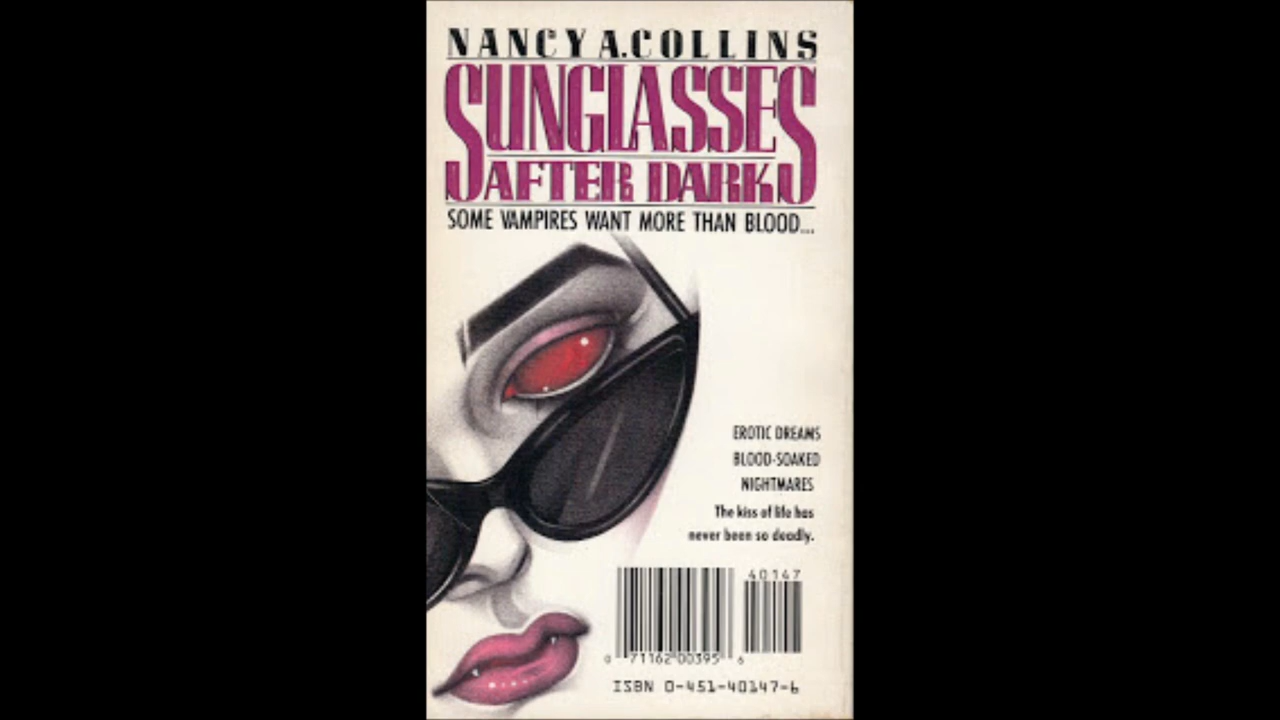 NANCY A. COLLINS
SUNGLASSES
AFTER DARK
SOME VAMPIRES WANT MORE THAN BLOOD...
EROTIC DREAMS
BLOOD-SOAKED
NIGHTMARES
The kiss of life has
never been so deadly.
40147
0 71162 00395 6
ISBN 0-451-40147-6